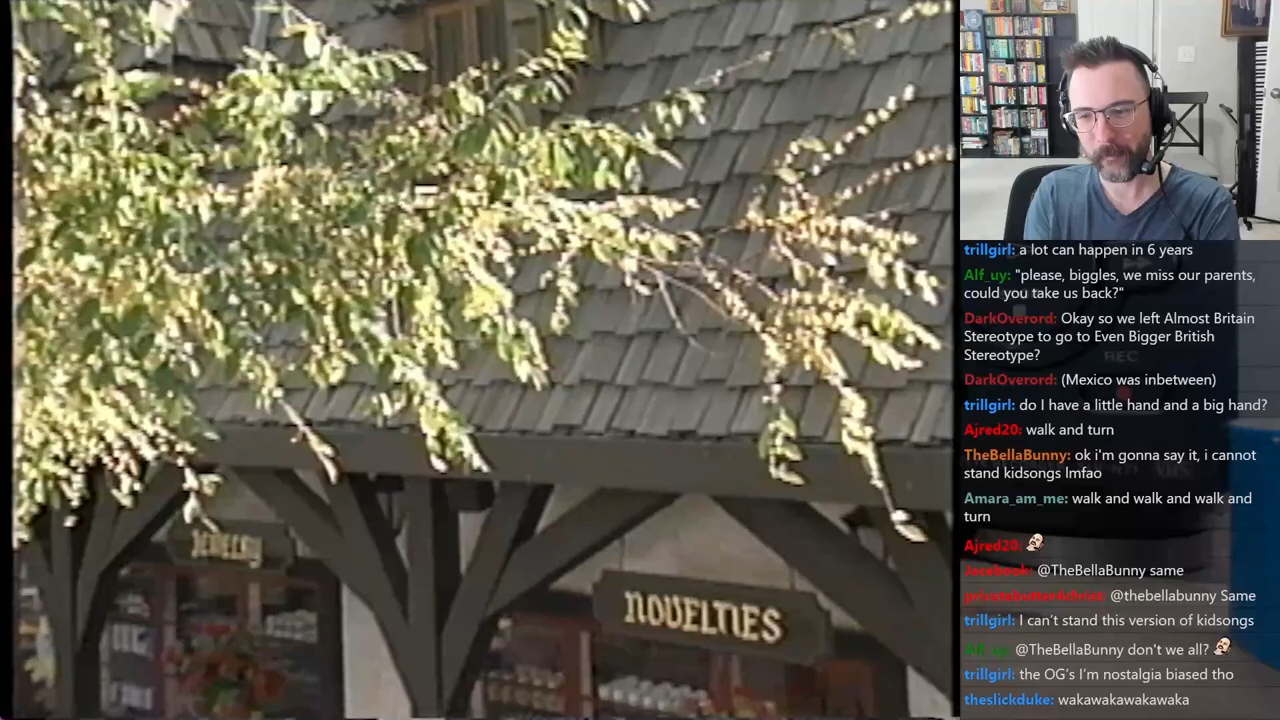 JEWELRY
NOVELTIES
trillgirl: a lot can happen in 6 years
Alf_uy: "please, biggles, we miss our parents,
could you take us back?"
DarkOverord: Okay so we left Almost Britain
Stereotype to go to Even Bigger British
Stereotype?
REC
DarkOverord: (Mexico was inbetween)
trillgirl: do I have a little hand and a big hand?
Ajred20: walk and turn
TheBellaBunny: ok i'm gonna say it, i cannot
stand kidsongs lmfao
Amara_am_me: walk and walk and walk and
turn
Ajred20:
Jacebook: @TheBellaBunny same
@thebellabunny Same
trillgirl: I can't stand this version of kidsongs
Alf_uy: @TheBellaBunny don't we all?
trillgirl: the OG's I'm nostalgia biased tho
theslickduke: wakawakawakawaka